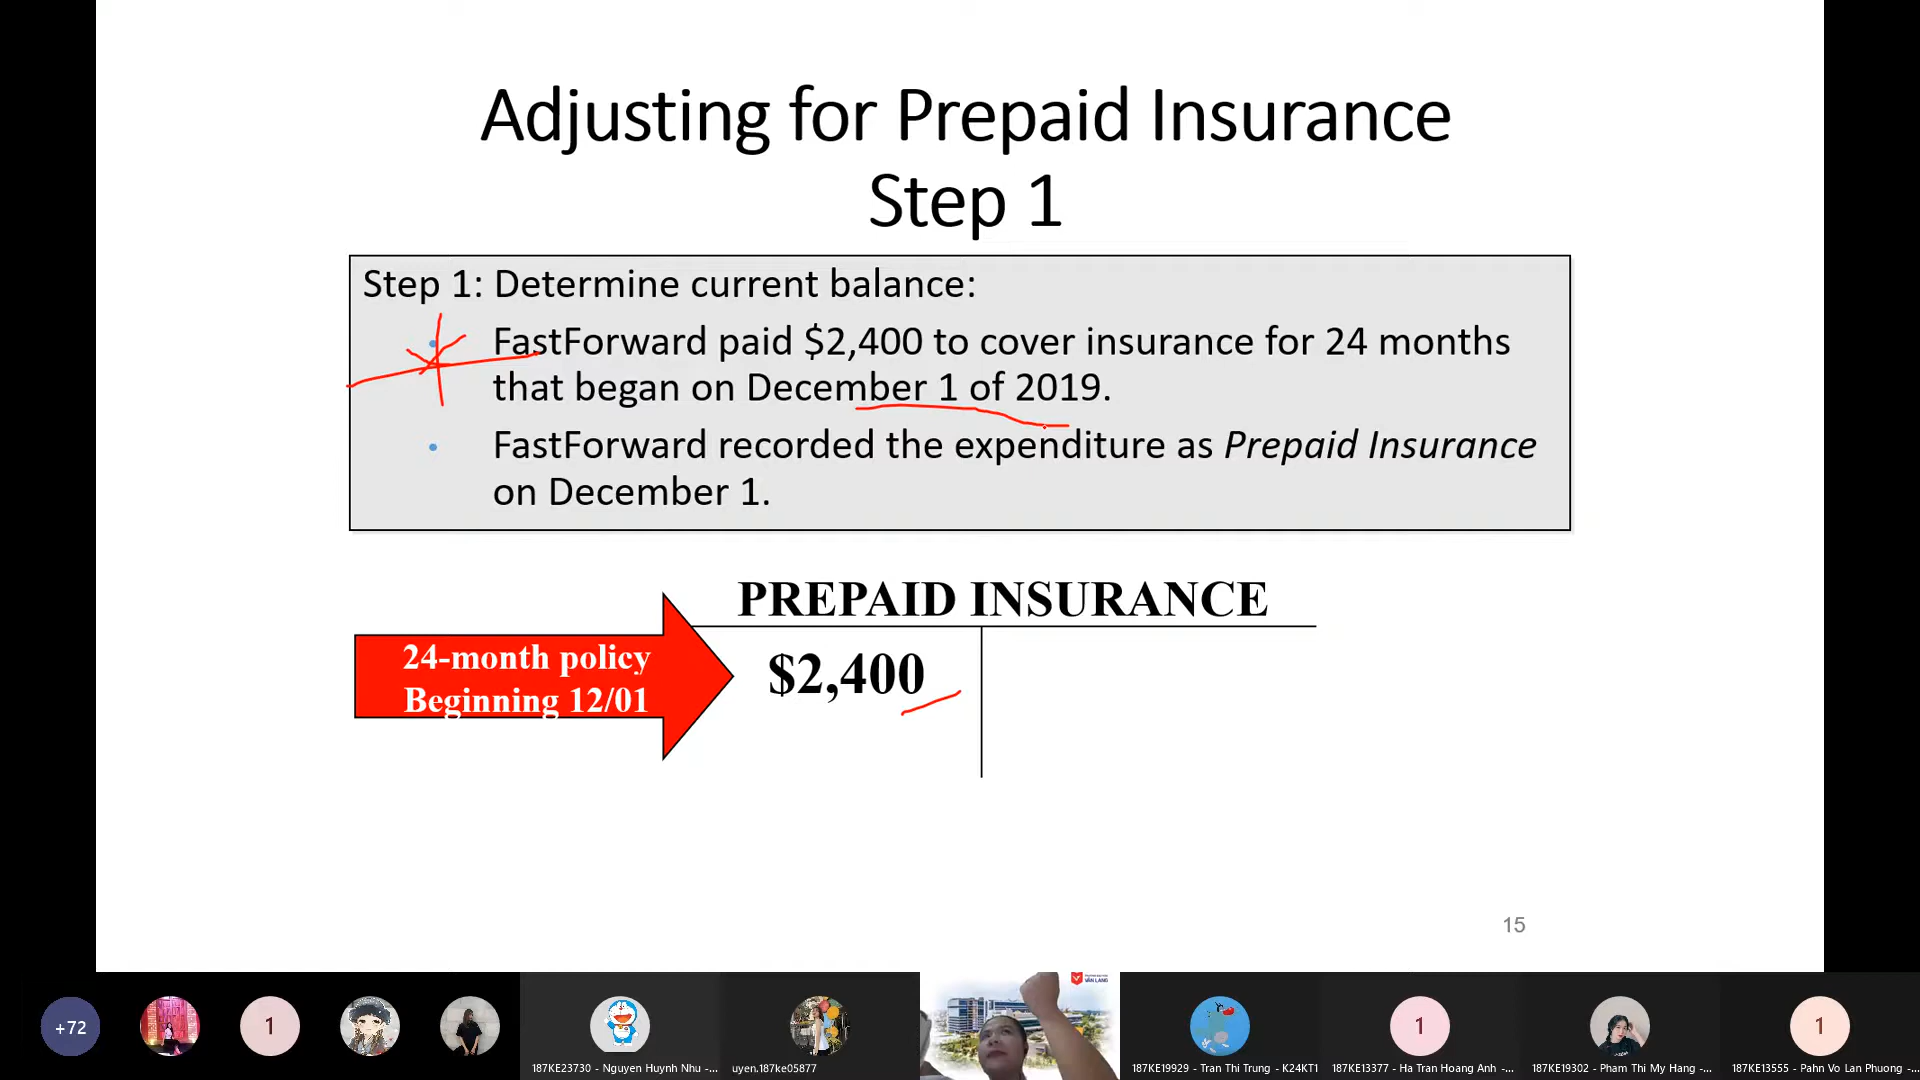 Adjusting for Prepaid Insurance
Step 1
Step 1: Determine current balance:
• FastForward paid $2,400 to cover insurance for 24 months
that began on December 1 of 2019.
• FastForward recorded the expenditure as Prepaid Insurance
on December 1.
PREPAID INSURANCE
24-month policy
Beginning 12/01
$2,400
15
+72
1
187KE23730 - Nguyen Huynh Nhu -...
uyen.187ke05877
VĂN LANG
187KE19929 - Tran Thi Trung - K24KT1
1
187KE13377 - Ha Tran Hoang Anh -...
187KE19302 - Pham Thi My Hang -...
1
187KE13555 - Pahn Vo Lan Phuong -...